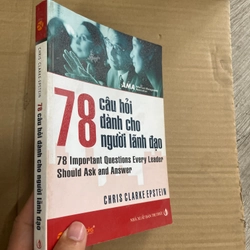 CHRIS CLARKE EPSTEIN
78 câu hỏi dành cho người lãnh đạo
AMA
78
câu hỏi
dành cho
người lãnh đạo
78 Important Questions Every Leader
Should Ask and Answer
CHRIS CLARKE EPSTEIN